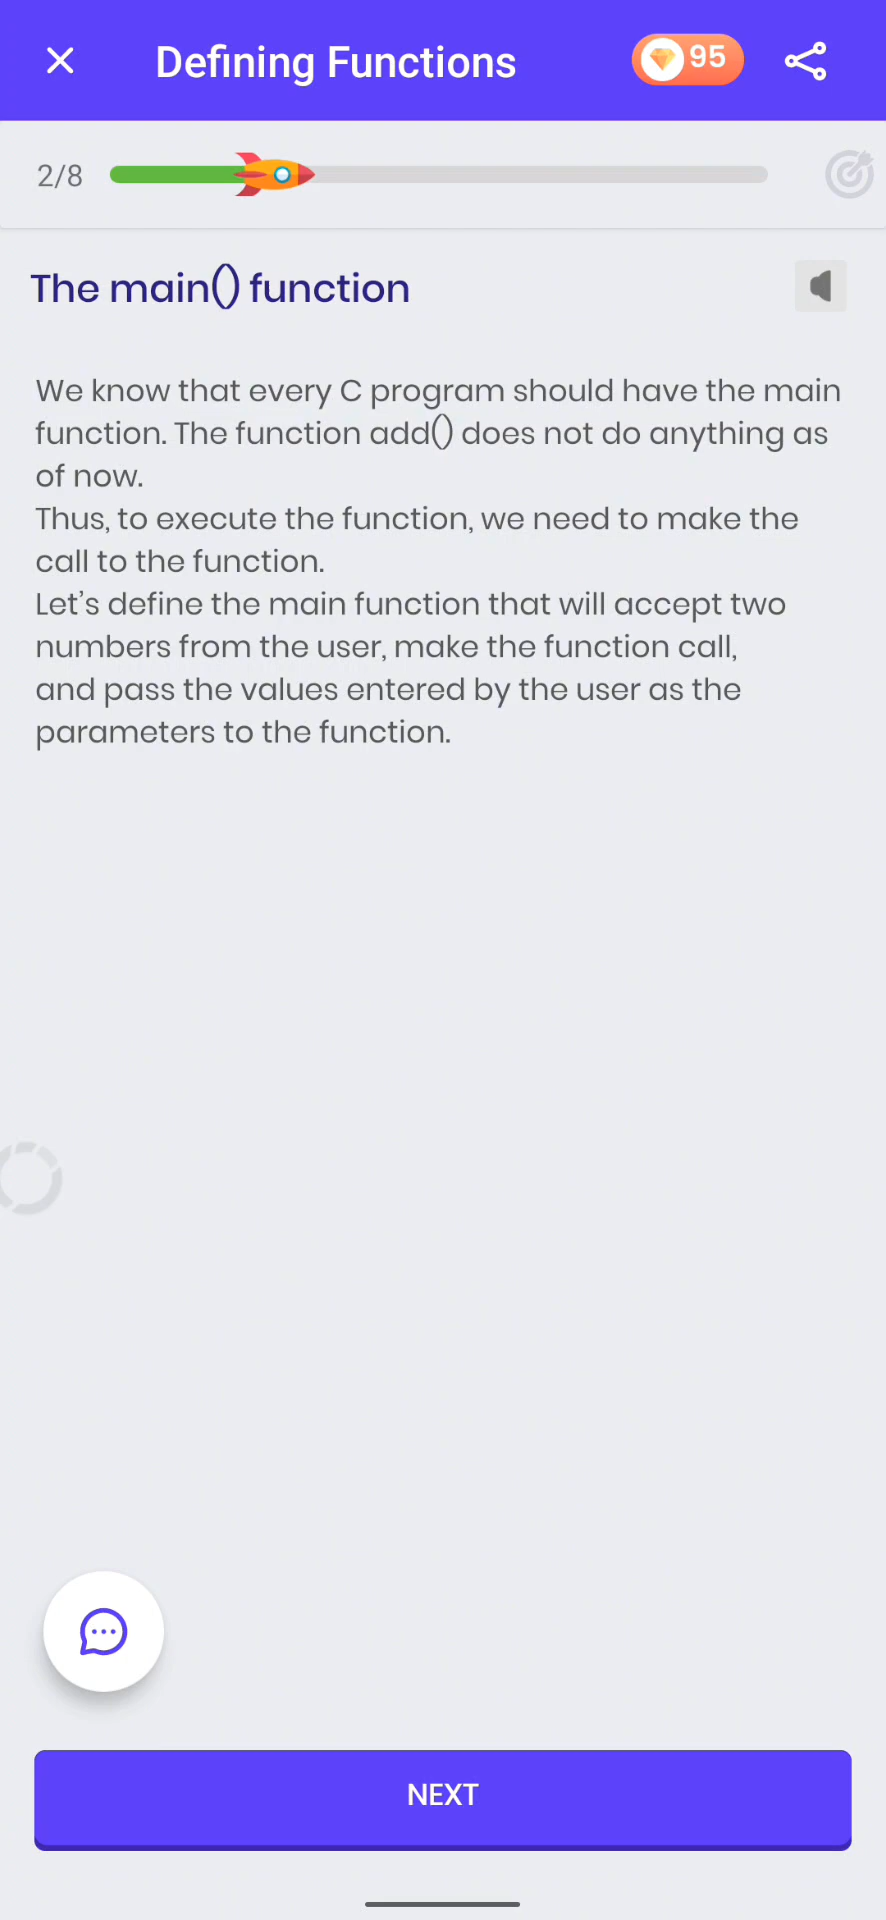 Defining Functions
95
2/8
The main() function
We know that every C program should have the main
function. The function add() does not do anything as
of now.
Thus, to execute the function, we need to make the
call to the function.
Let's define the main function that will accept two
numbers from the user, make the function call,
and pass the values entered by the user as the
parameters to the function.
NEXT